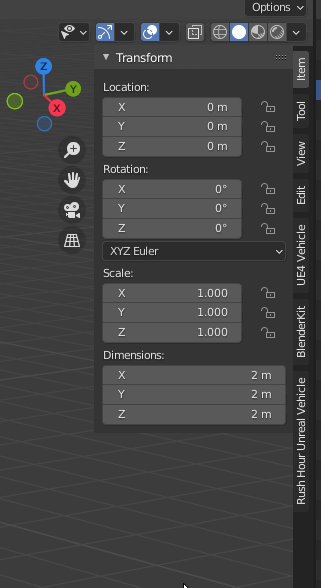 Options
Z
Y
X
Transform
Location:
X 0 m
Y 0 m
Z 0 m
Rotation:
X 0°
Y 0°
Z 0°
XYZ Euler
Scale:
X 1.000
Y 1.000
Z 1.000
Dimensions:
X 2 m
Y 2 m
Z 2 m
Item
Tool
View
Edit
UE4 Vehicle
BlenderKit
Rush Hour Unreal Vehicle